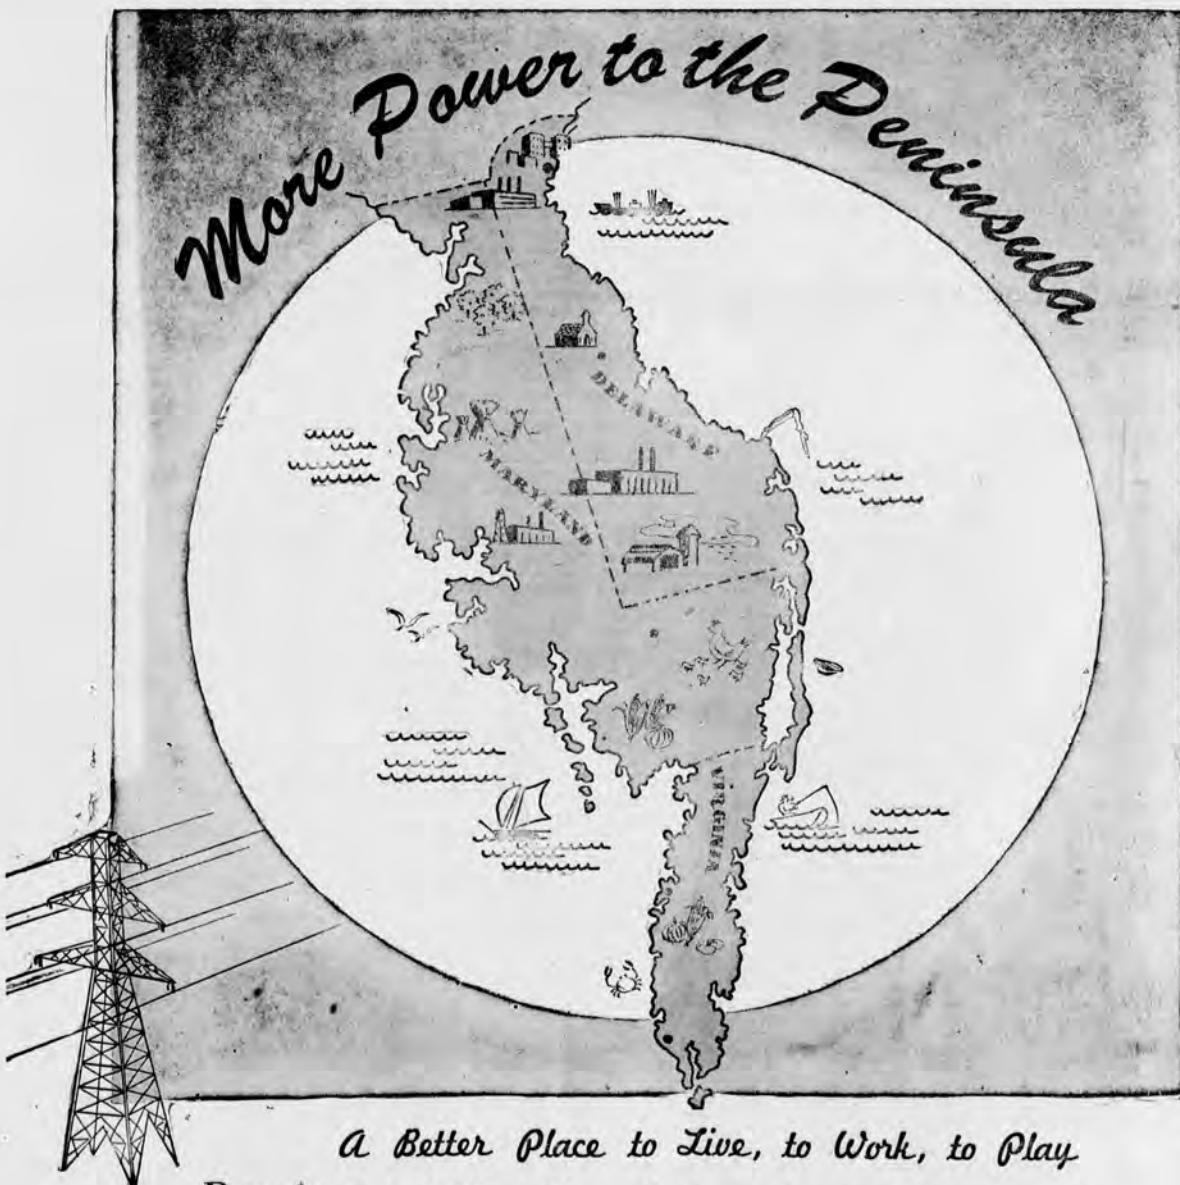 More Power to the Peninsula
DELAWARE
MARYLAND
VIRGINIA
A Better Place to Live, to Work, to Play